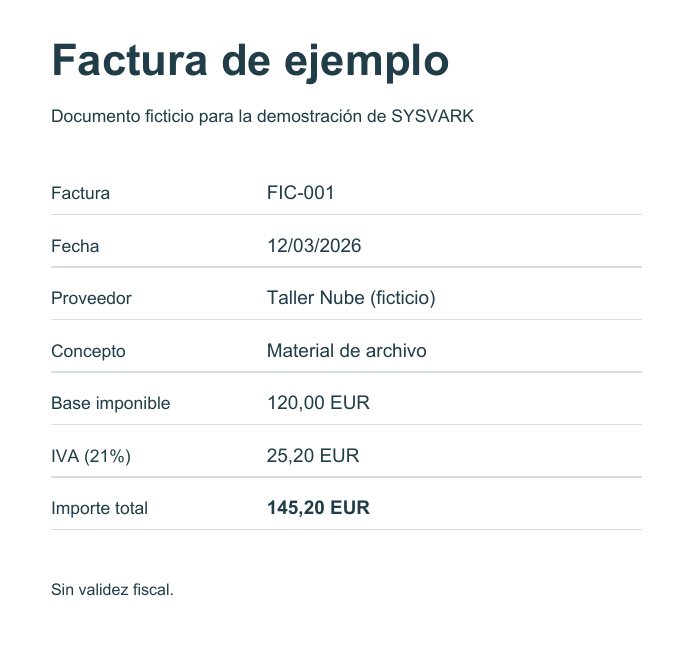 Factura de ejemplo
Documento ficticio para la demostración de SYSVARK
Factura FIC-001
Fecha 12/03/2026
Proveedor Taller Nube (ficticio)
Concepto Material de archivo
Base imponible 120,00 EUR
IVA (21%) 25,20 EUR
Importe total 145,20 EUR
Sin validez fiscal.